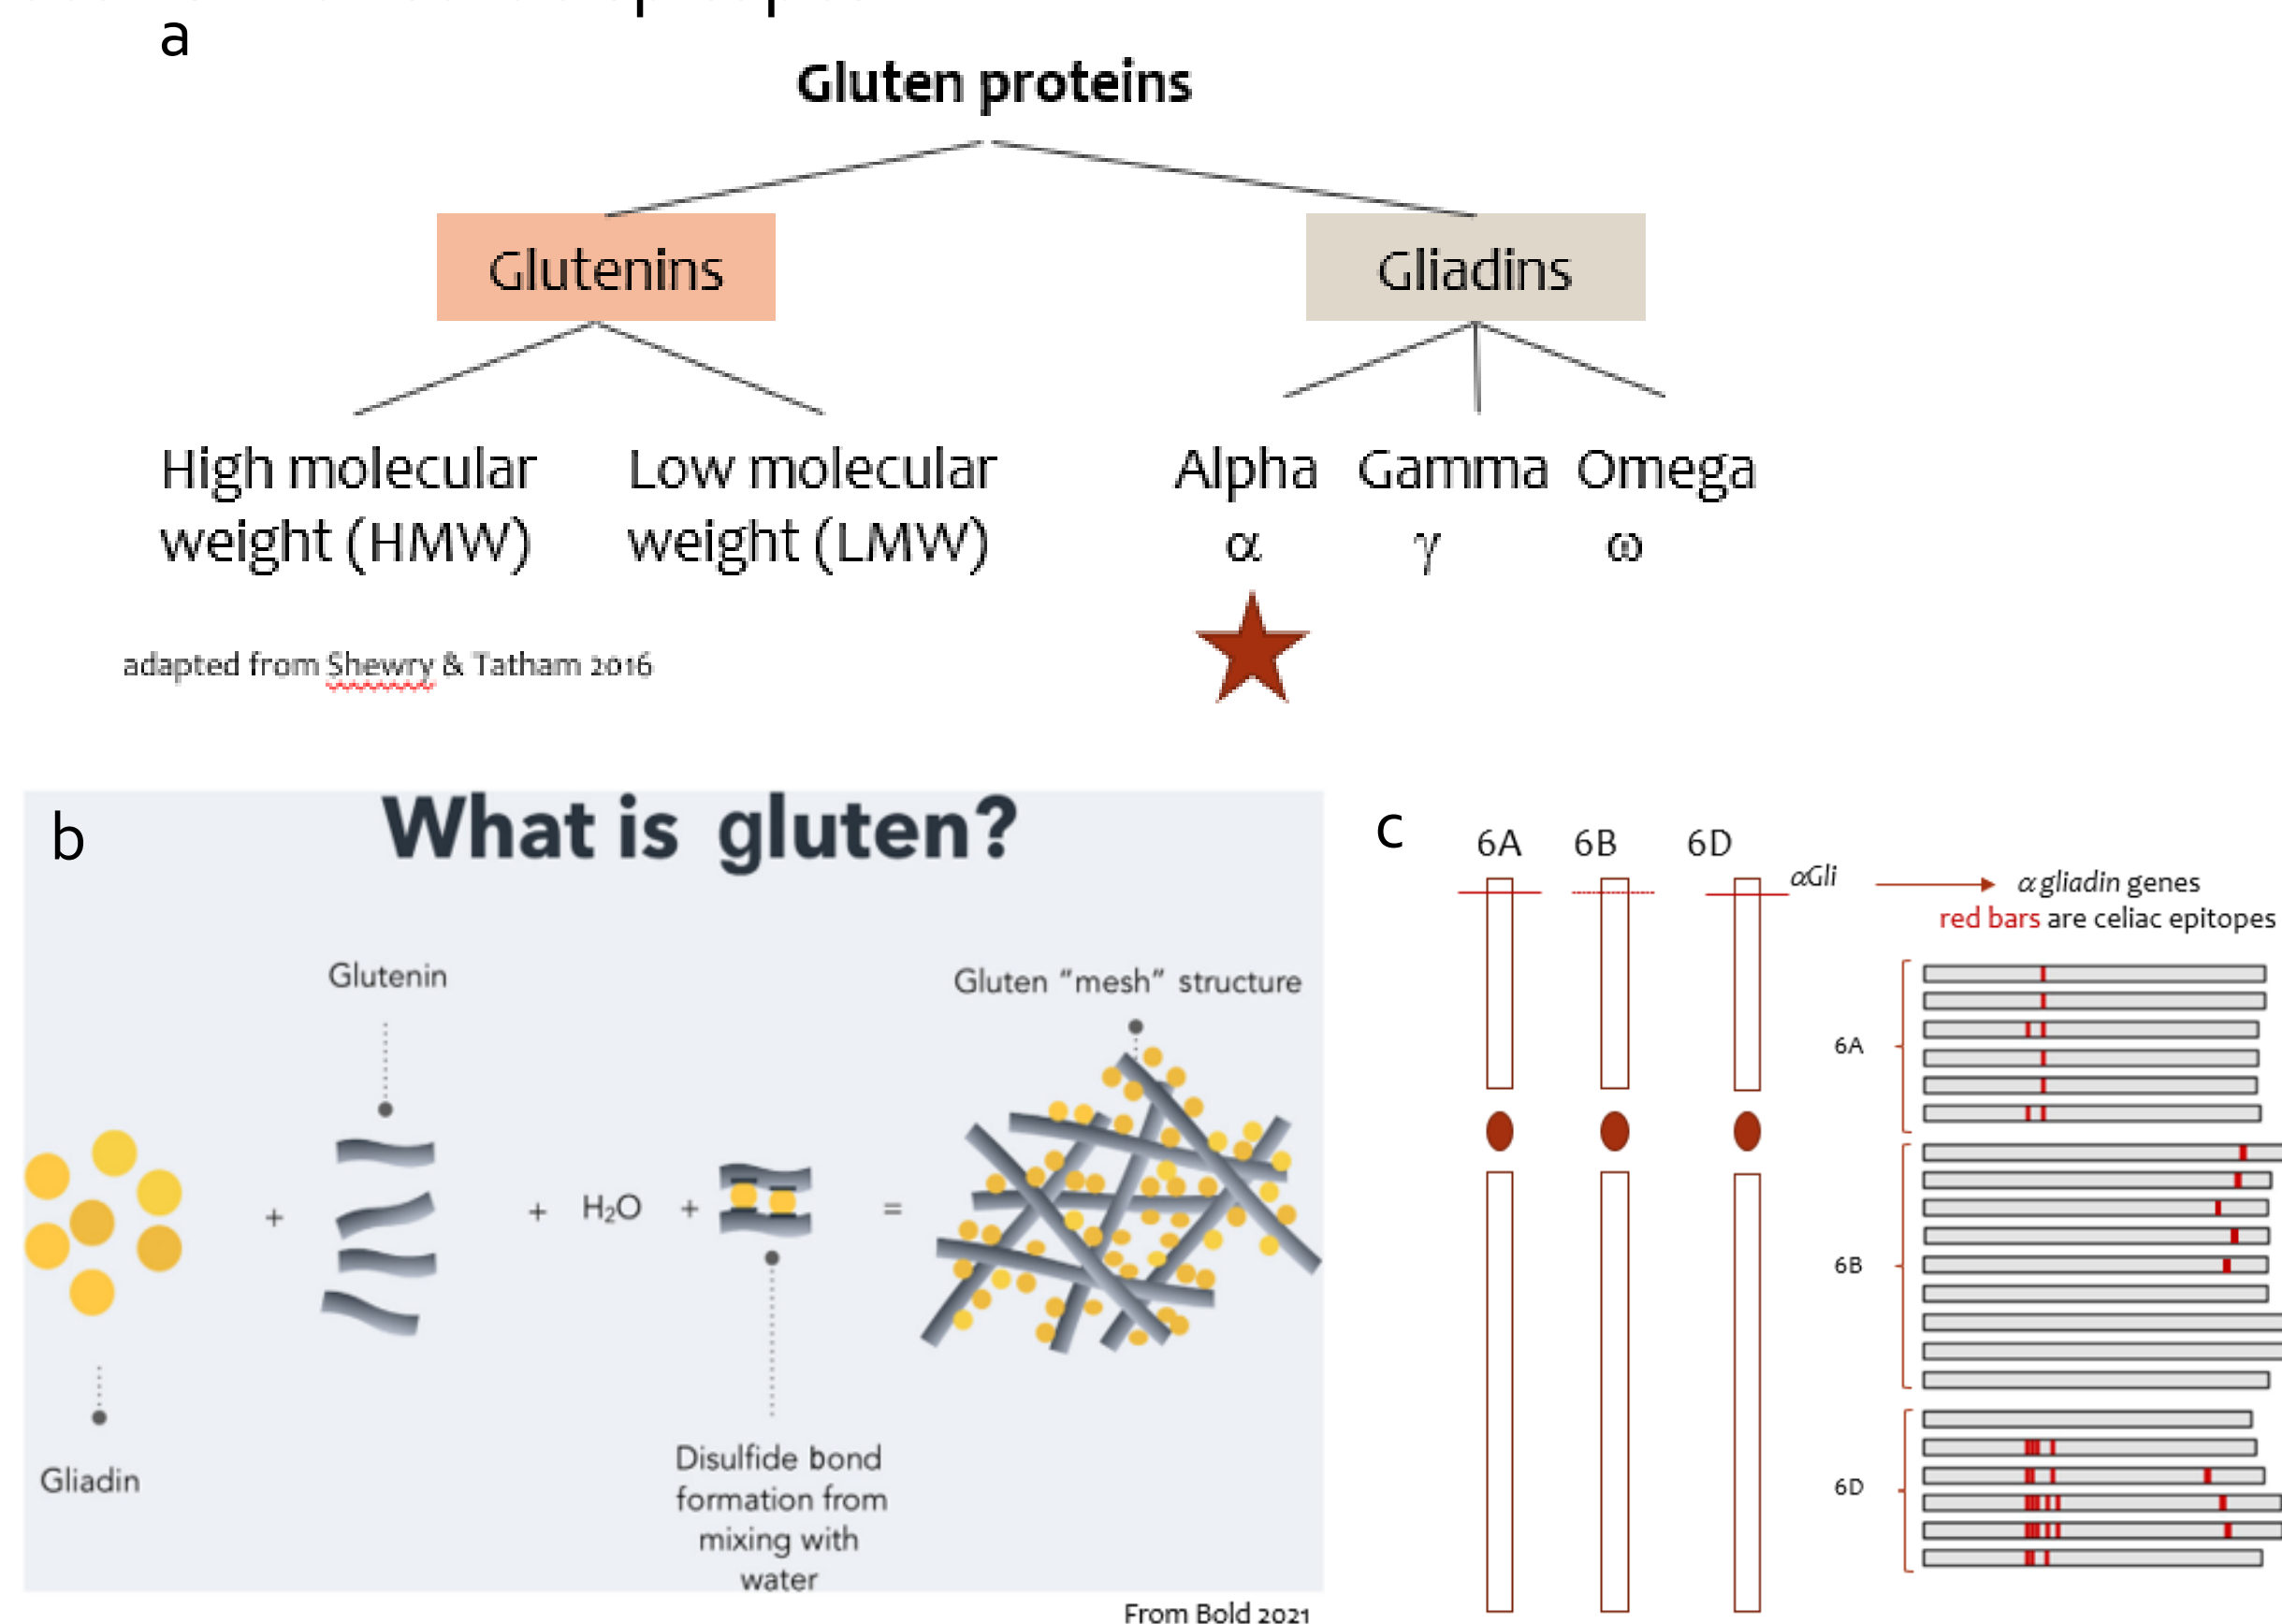 a
Gluten proteins
Glutenins
Gliadins
High molecular
weight (HMW)
Low molecular
weight (LMW)
Alpha
α
Gamma
γ
Omega
ω
adapted from Shewry & Tatham 2016
b
What is gluten?
Glutenin
Gluten “mesh” structure
+
+ H₂O +
=
Gliadin
Disulfide bond
formation from
mixing with
water
From Bold 2021
c
6A 6B 6D
αGli
α gliadin genes
red bars are celiac epitopes
6A
6B
6D